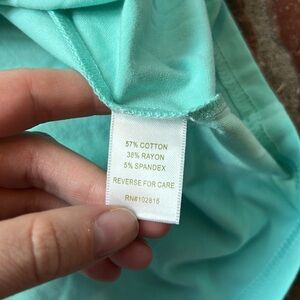 57% COTTON
38% RAYON
5% SPANDEX
REVERSE FOR CARE
RN#102816